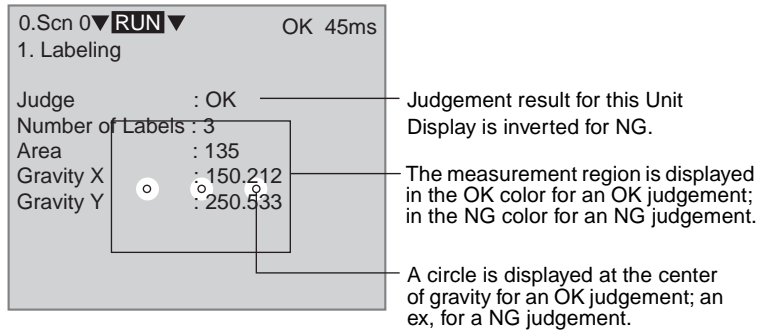 0.Scn 0▼RUN▼ OK 45ms
1. Labeling
Judge : OK
Number of Labels : 3
Area : 135
Gravity X : 150.212
Gravity Y : 250.533
Judgement result for this Unit
Display is inverted for NG.
The measurement region is displayed
in the OK color for an OK judgement;
in the NG color for an NG judgement.
A circle is displayed at the center
of gravity for an OK judgement; an
ex, for a NG judgement.